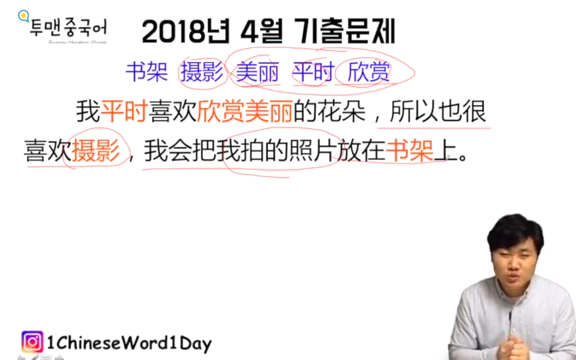 투맨중국어
2018년 4월 기출문제
书架 摄影 美丽 平时 欣赏
我平时喜欢欣赏美丽的花朵，所以也很
喜欢摄影，我会把我拍的照片放在书架上。
1ChineseWord1Day